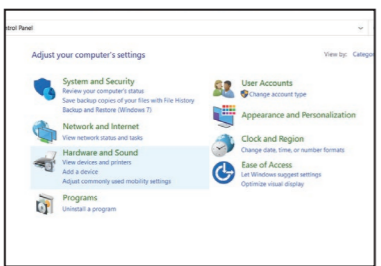 ntrol Panel
Adjust your computer's settings
View by: Categor
System and Security
Review your computer's status
Save backup copies of your files with File History
Backup and Restore (Windows 7)
Network and Internet
View network status and tasks
Hardware and Sound
View devices and printers
Add a device
Adjust commonly used mobility settings
Programs
Uninstall a program
User Accounts
Change account type
Appearance and Personalization
Clock and Region
Change date, time, or number formats
Ease of Access
Let Windows suggest settings
Optimize visual display